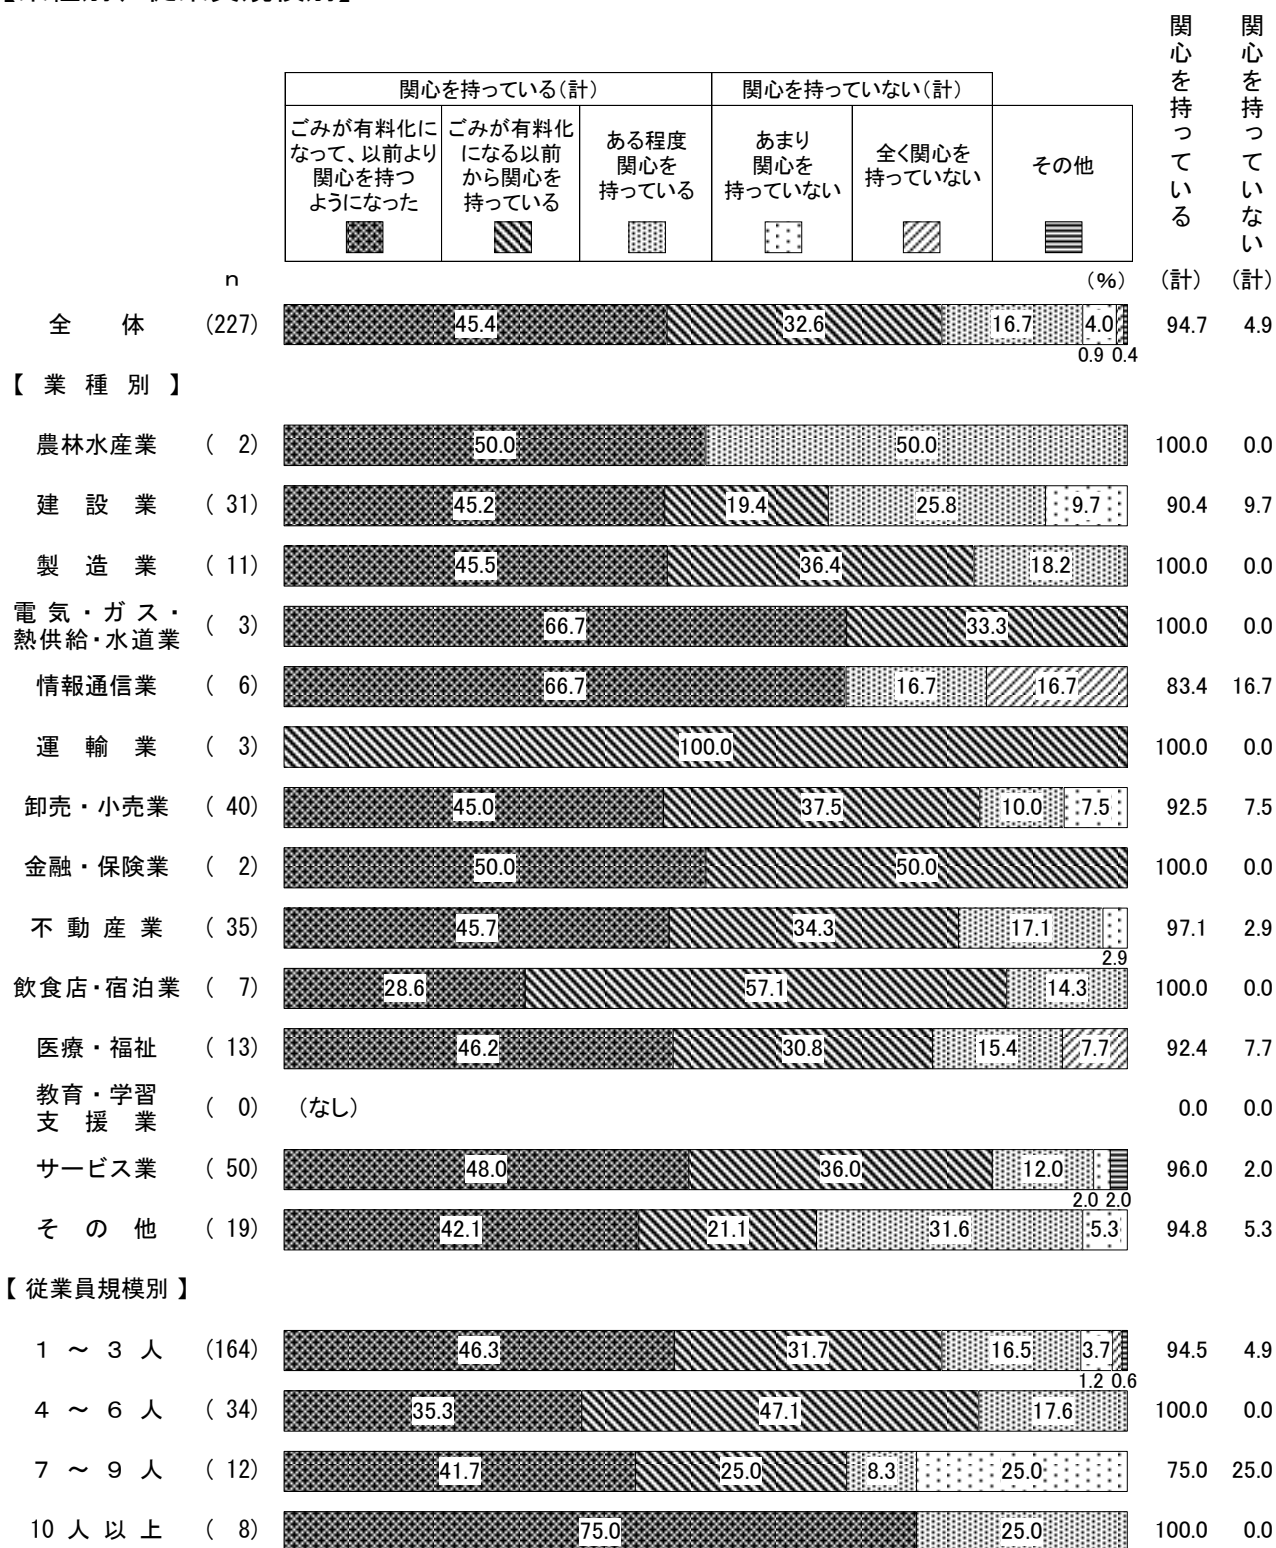 関心を持っている
関心を持っていない
関心を持っている（計） 関心を持っていない（計）
ごみが有料化に
なって、以前より
関心を持つ
ようになった
ごみが有料化
になる以前
から関心を
持っている
ある程度
関心を
持っている
あまり
関心を
持っていない
全く関心を
持っていない
その他
ｎ (％) (計) (計)
全　体 (227) 45.4 32.6 16.7 4.0 94.7 4.9
0.9 0.4
【 業 種 別 】
農林水産業 ( 2) 50.0 50.0 100.0 0.0
建 設 業 ( 31) 45.2 19.4 25.8 9.7 90.4 9.7
製 造 業 ( 11) 45.5 36.4 18.2 100.0 0.0
電 気 ・ ガ ス ・
熱供給・水道業 ( 3) 66.7 33.3 100.0 0.0
情報通信業 ( 6) 66.7 16.7 16.7 83.4 16.7
運 輸 業 ( 3) 100.0 100.0 0.0
卸売・小売業 ( 40) 45.0 37.5 10.0 7.5 92.5 7.5
金融・保険業 ( 2) 50.0 50.0 100.0 0.0
不 動 産 業 ( 35) 45.7 34.3 17.1 97.1 2.9
2.9
飲食店・宿泊業 ( 7) 28.6 57.1 14.3 100.0 0.0
医療・福祉 ( 13) 46.2 30.8 15.4 7.7 92.4 7.7
教育・学習
支 援 業 ( 0) （なし） 0.0 0.0
サービス業 ( 50) 48.0 36.0 12.0 96.0 2.0
2.0 2.0
そ の 他 ( 19) 42.1 21.1 31.6 5.3 94.8 5.3
【 従業員規模別 】
１ ～ ３ 人 (164) 46.3 31.7 16.5 3.7 94.5 4.9
1.2 0.6
４ ～ ６ 人 ( 34) 35.3 47.1 17.6 100.0 0.0
７ ～ ９ 人 ( 12) 41.7 25.0 8.3 25.0 75.0 25.0
10 人 以 上 ( 8) 75.0 25.0 100.0 0.0